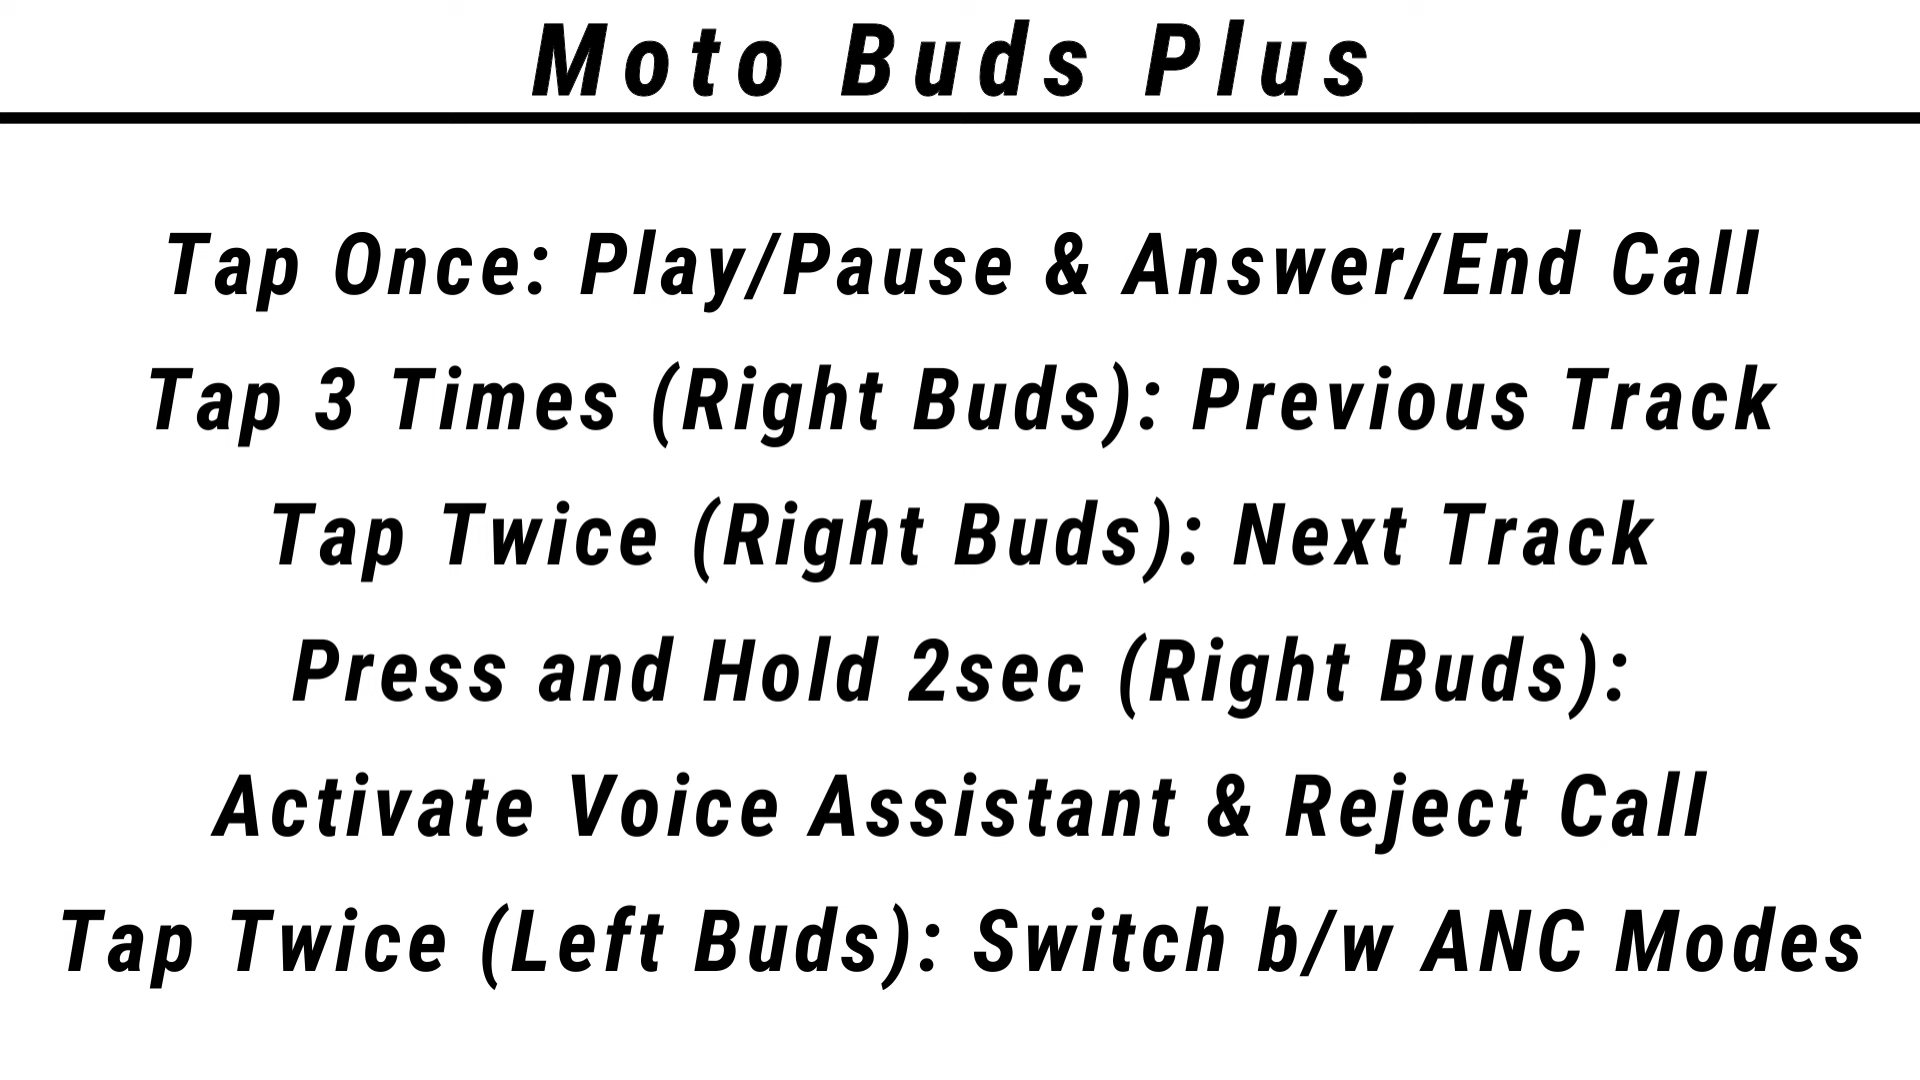 Moto Buds Plus
Tap Once: Play/Pause & Answer/End Call
Tap 3 Times (Right Buds): Previous Track
Tap Twice (Right Buds): Next Track
Press and Hold 2sec (Right Buds):
Activate Voice Assistant & Reject Call
Tap Twice (Left Buds): Switch b/w ANC Modes